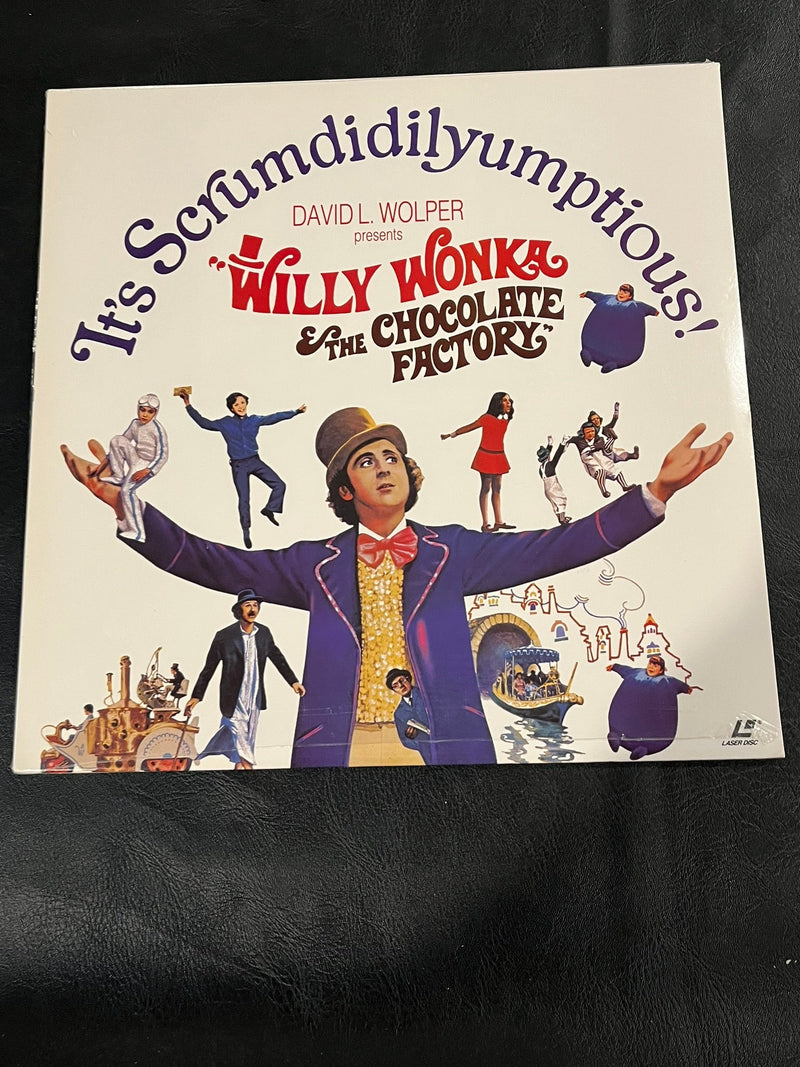 It's Scrumdidilyumptious!
DAVID L. WOLPER
presents
"WILLY WONKA
& THE CHOCOLATE
FACTORY"
LASER DISC